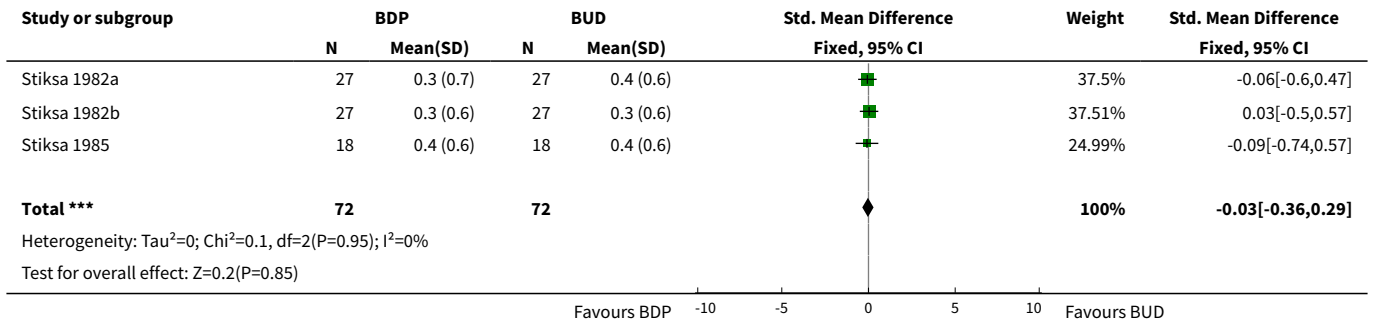 Study or subgroup BDP BUD Std. Mean Difference Weight Std. Mean Difference
N Mean(SD) N Mean(SD) Fixed, 95% CI Fixed, 95% CI
Stiksa 1982a 27 0.3 (0.7) 27 0.4 (0.6) 37.5% -0.06[-0.6,0.47]
Stiksa 1982b 27 0.3 (0.6) 27 0.3 (0.6) 37.51% 0.03[-0.5,0.57]
Stiksa 1985 18 0.4 (0.6) 18 0.4 (0.6) 24.99% -0.09[-0.74,0.57]
Total *** 72 72 100% -0.03[-0.36,0.29]
Heterogeneity: Tau²=0; Chi²=0.1, df=2(P=0.95); I²=0%
Test for overall effect: Z=0.2(P=0.85)
Favours BDP -10 -5 0 5 10 Favours BUD